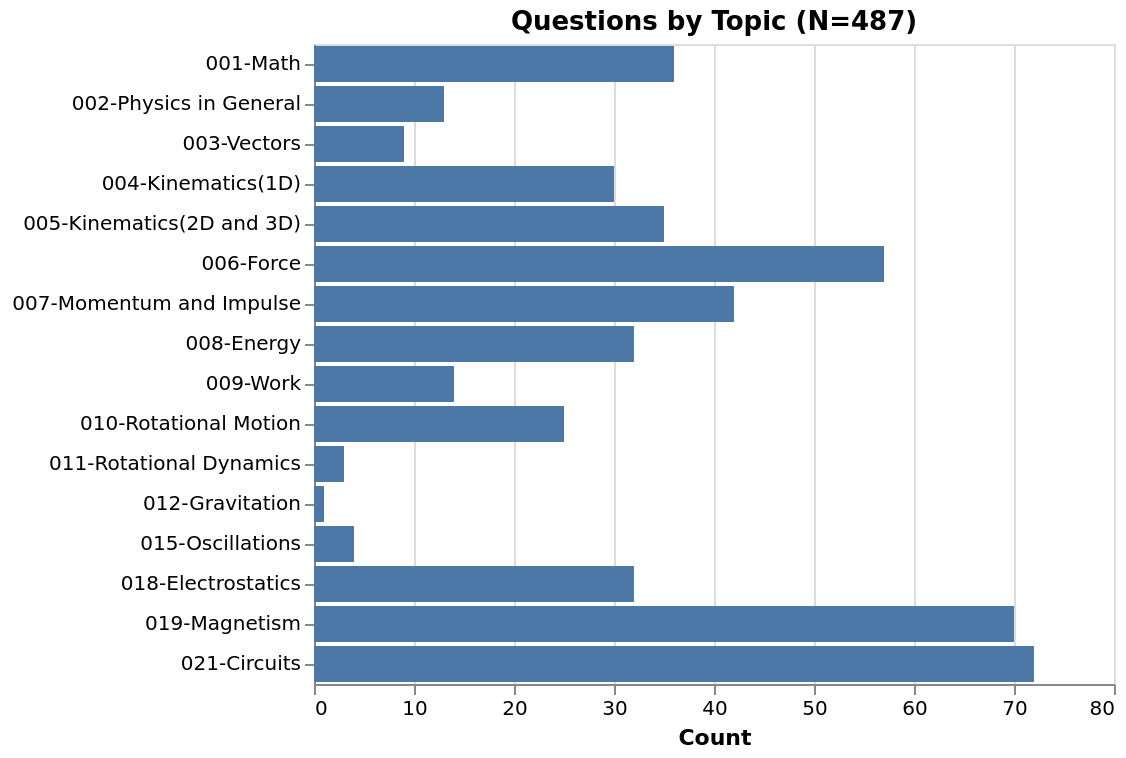 Questions by Topic (N=487)
001-Math
002-Physics in General
003-Vectors
004-Kinematics(1D)
005-Kinematics(2D and 3D)
006-Force
007-Momentum and Impulse
008-Energy
009-Work
010-Rotational Motion
011-Rotational Dynamics
012-Gravitation
015-Oscillations
018-Electrostatics
019-Magnetism
021-Circuits
0 10 20 30 40 50 60 70 80
Count